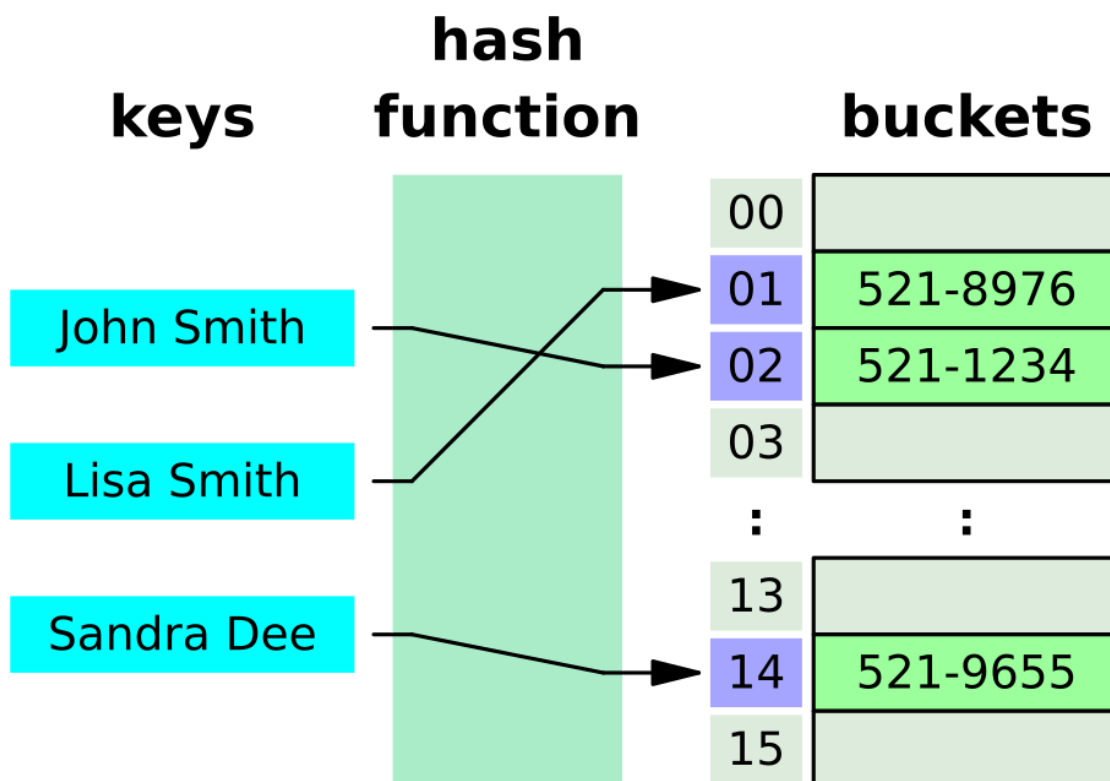 hash
keys function buckets
00
01 521-8976
John Smith
02 521-1234
03
Lisa Smith
: :
13
Sandra Dee
14 521-9655
15